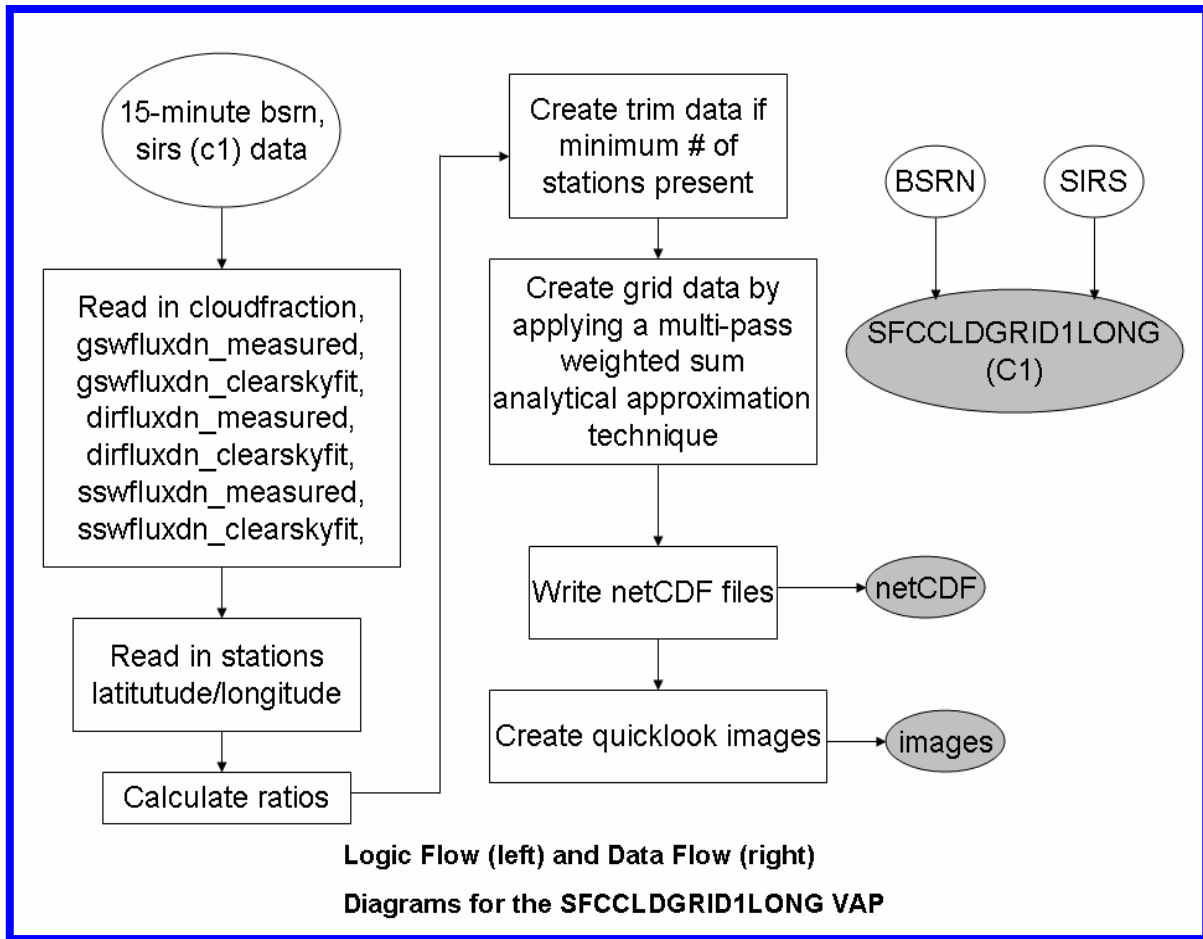 15-minute bsrn,
sirs (c1) data
Read in cloudfraction,
gswfluxdn_measured,
gswfluxdn_clearskyfit,
dirfluxdn_measured,
dirfluxdn_clearskyfit,
sswfluxdn_measured,
sswfluxdn_clearskyfit,
Read in stations
latitutude/longitude
Calculate ratios
Create trim data if
minimum # of
stations present
Create grid data by
applying a multi-pass
weighted sum
analytical approximation
technique
Write netCDF files
netCDF
Create quicklook images
images
BSRN
SIRS
SFCCLDGRID1LONG
(C1)
Logic Flow (left) and Data Flow (right)
Diagrams for the SFCCLDGRID1LONG VAP